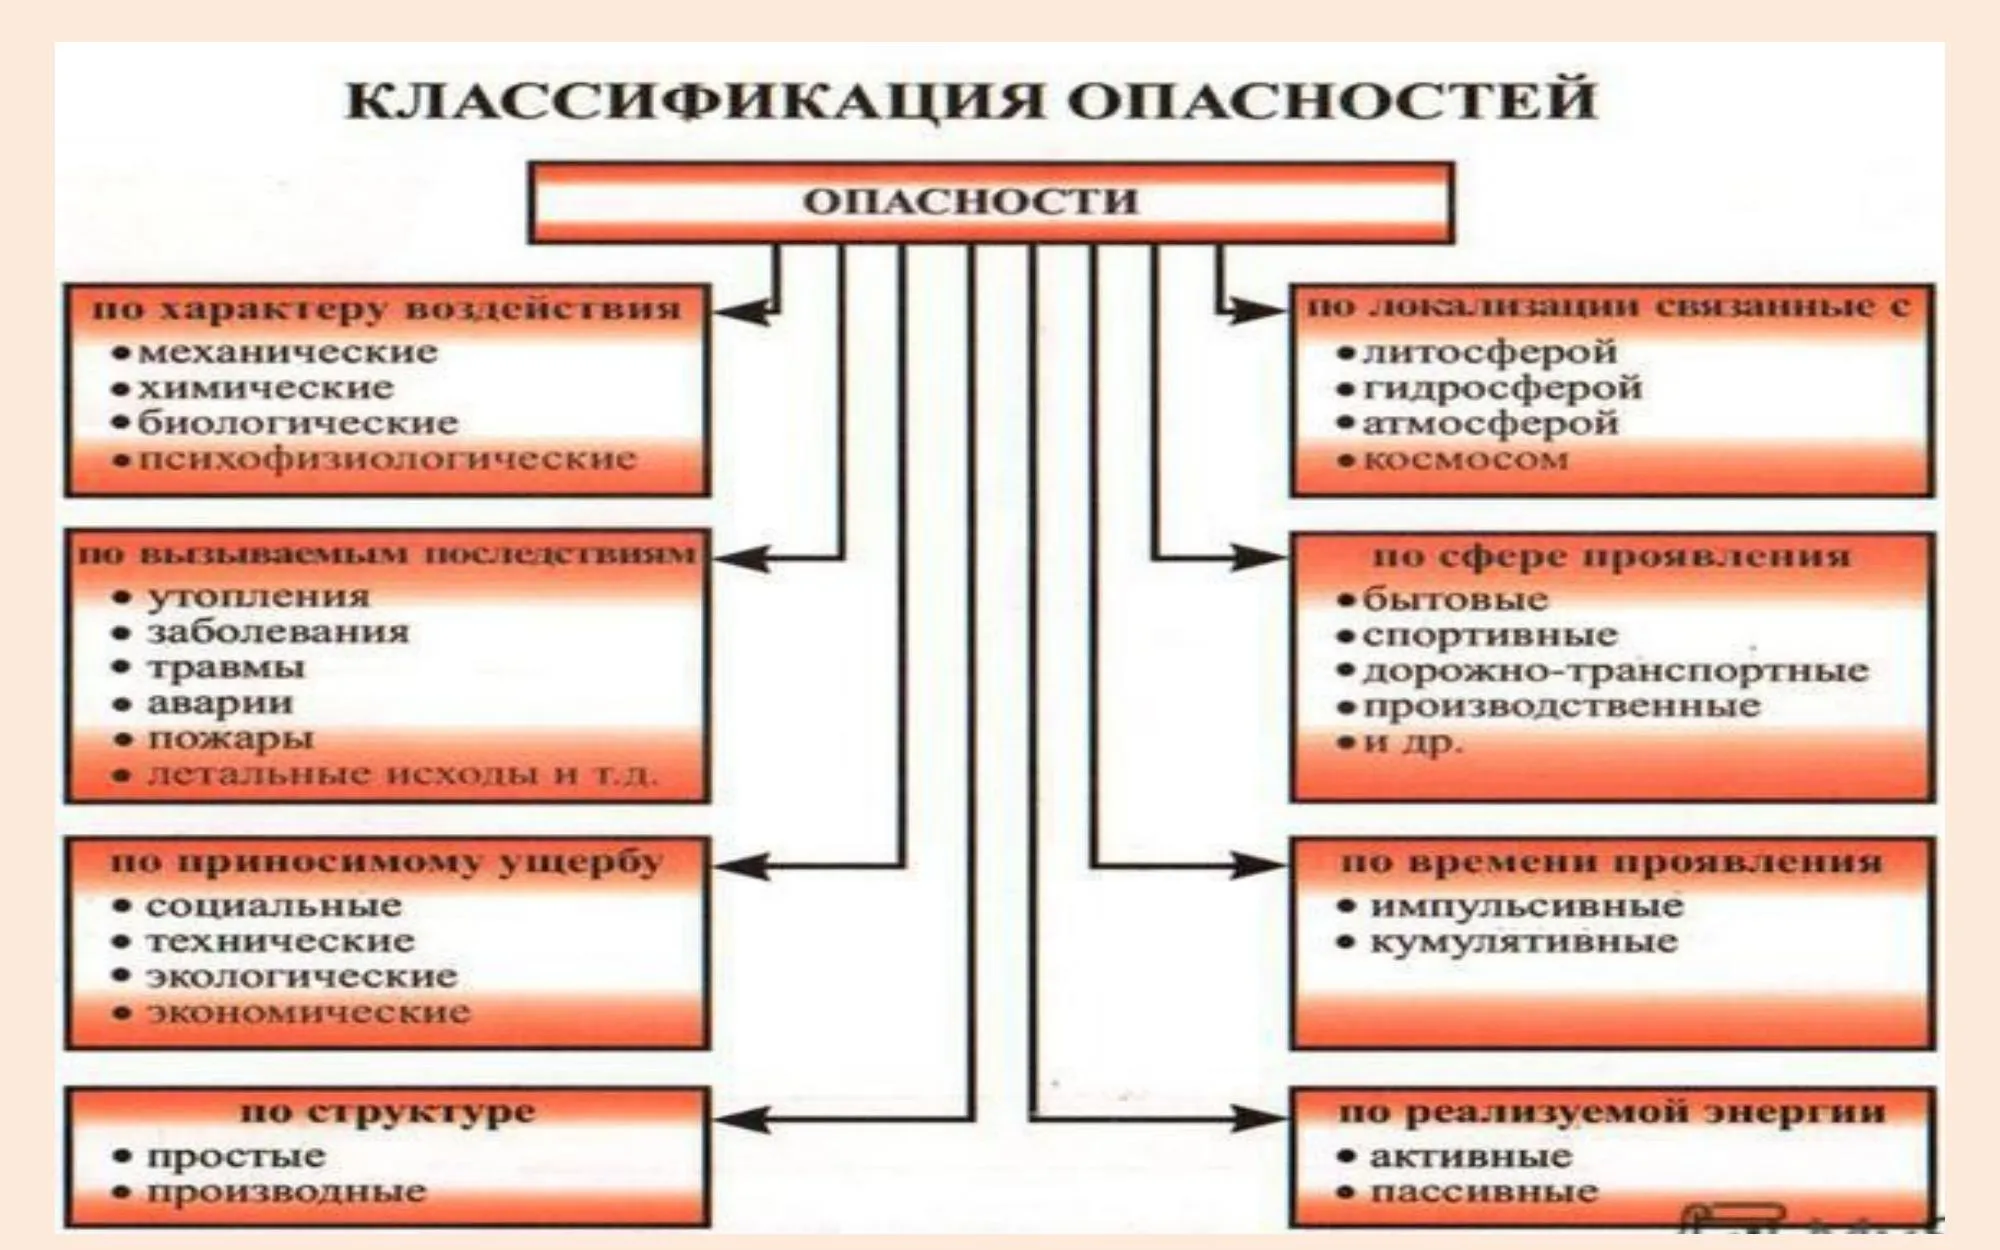 КЛАССИФИКАЦИЯ ОПАСНОСТЕЙ
ОПАСНОСТИ
по характеру воздействия
• механические
• химические
• биологические
• психофизиологические
по вызываемым последствиям
• утопления
• заболевания
• травмы
• аварии
• пожары
• летальные исходы и т.д.
по приносимому ущербу
• социальные
• технические
• экологические
• экономические
по структуре
• простые
• производные
по локализации связанные с
• литосферой
• гидросферой
• атмосферой
• космосом
по сфере проявления
• бытовые
• спортивные
• дорожно-транспортные
• производственные
• и др.
по времени проявления
• импульсивные
• кумулятивные
по реализуемой энергии
• активные
• пассивные